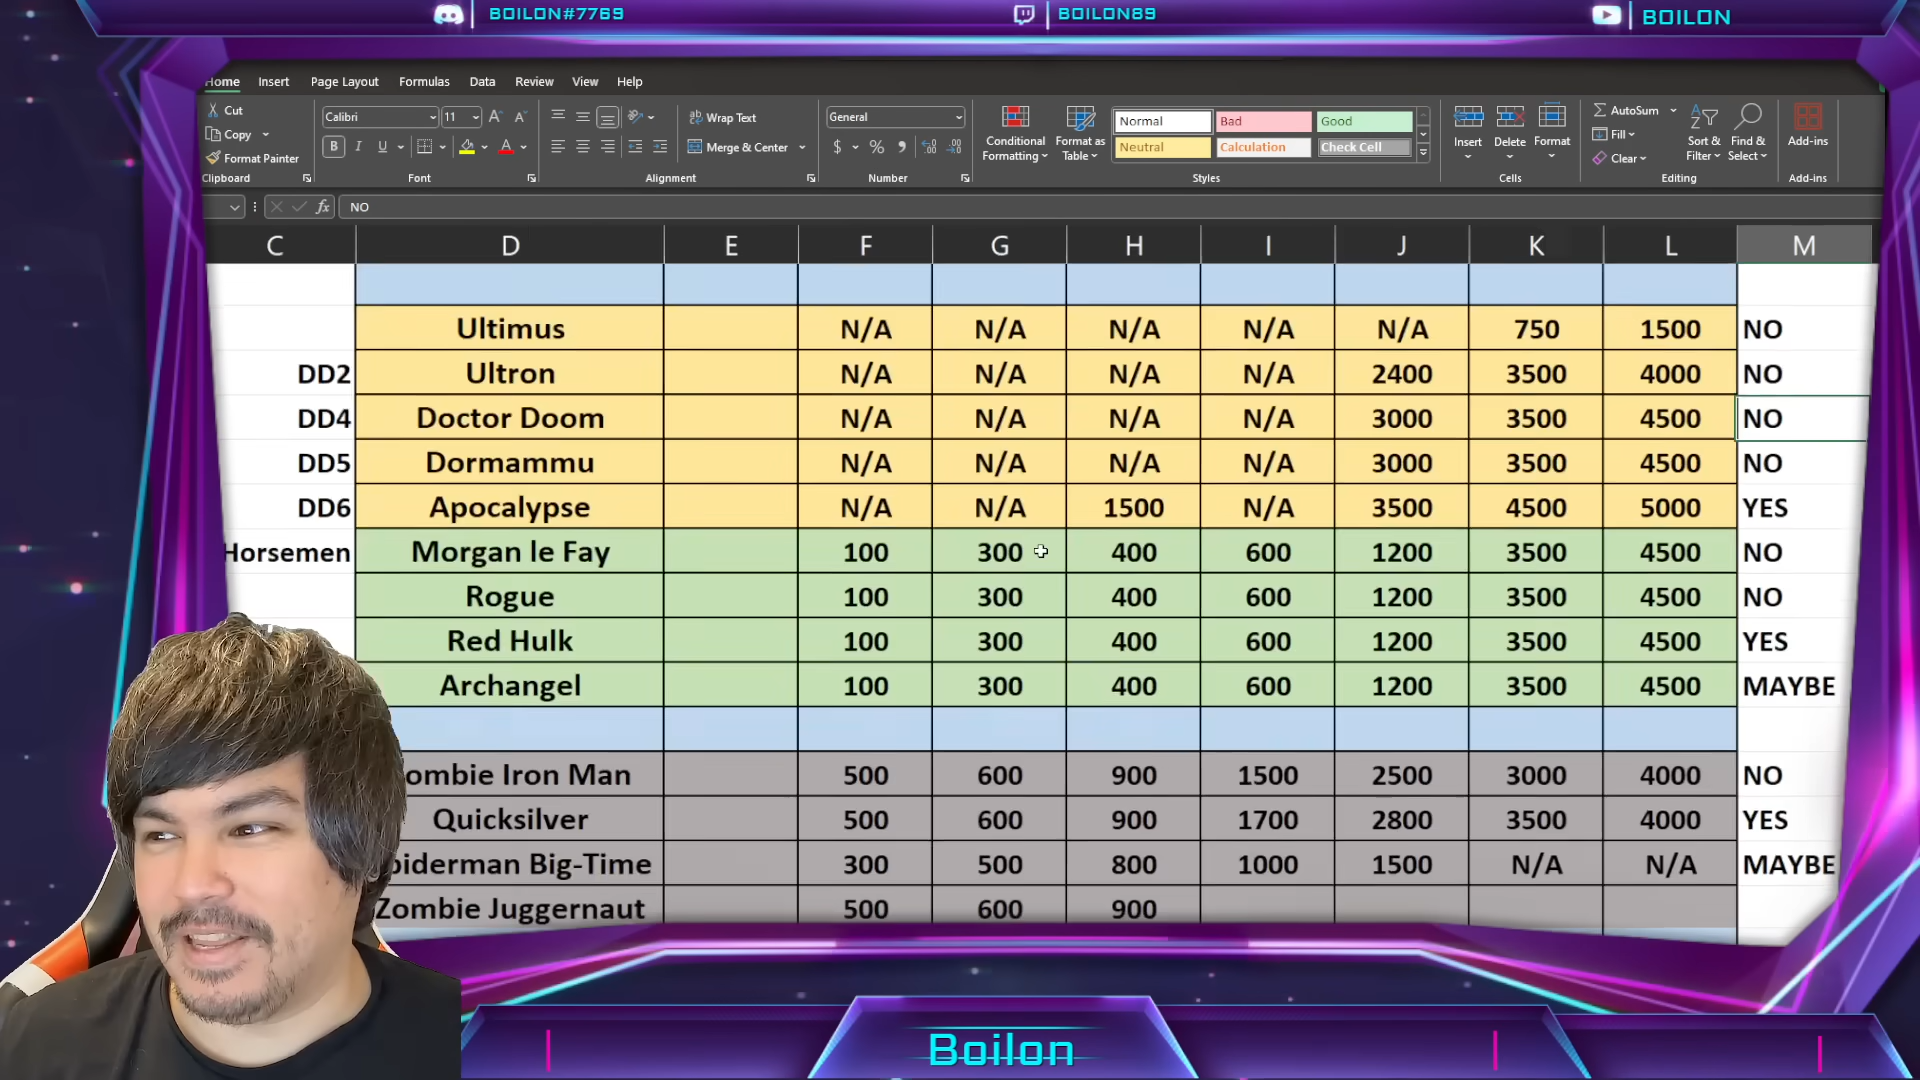 BOILON#7769 BOILON89 BOILON
Home Insert Page Layout Formulas Data Review View Help
Cut
Copy
Format Painter
Clipboard
Calibri 11
B I U A
Font
Wrap Text
Merge & Center
Alignment
General
$ % ,
Number
Conditional Formatting
Format as Table
Normal Bad Good
Neutral Calculation Check Cell
Styles
Insert Delete Format
Cells
AutoSum
Fill
Clear
Sort & Filter
Find & Select
Editing
Add-ins
Add-ins
fx NO
C D E F G H I J K L M
Ultimus N/A N/A N/A N/A N/A 750 1500 NO
DD2 Ultron N/A N/A N/A N/A 2400 3500 4000 NO
DD4 Doctor Doom N/A N/A N/A N/A 3000 3500 4500 NO
DD5 Dormammu N/A N/A N/A N/A 3000 3500 4500 NO
DD6 Apocalypse N/A N/A 1500 N/A 3500 4500 5000 YES
Horsemen Morgan le Fay 100 300 400 600 1200 3500 4500 NO
Rogue 100 300 400 600 1200 3500 4500 NO
Red Hulk 100 300 400 600 1200 3500 4500 YES
Archangel 100 300 400 600 1200 3500 4500 MAYBE
ombie Iron Man 500 600 900 1500 2500 3000 4000 NO
Quicksilver 500 600 900 1700 2800 3500 4000 YES
piderman Big-Time 300 500 800 1000 1500 N/A N/A MAYBE
Zombie Juggernaut 500 600 900
Boilon